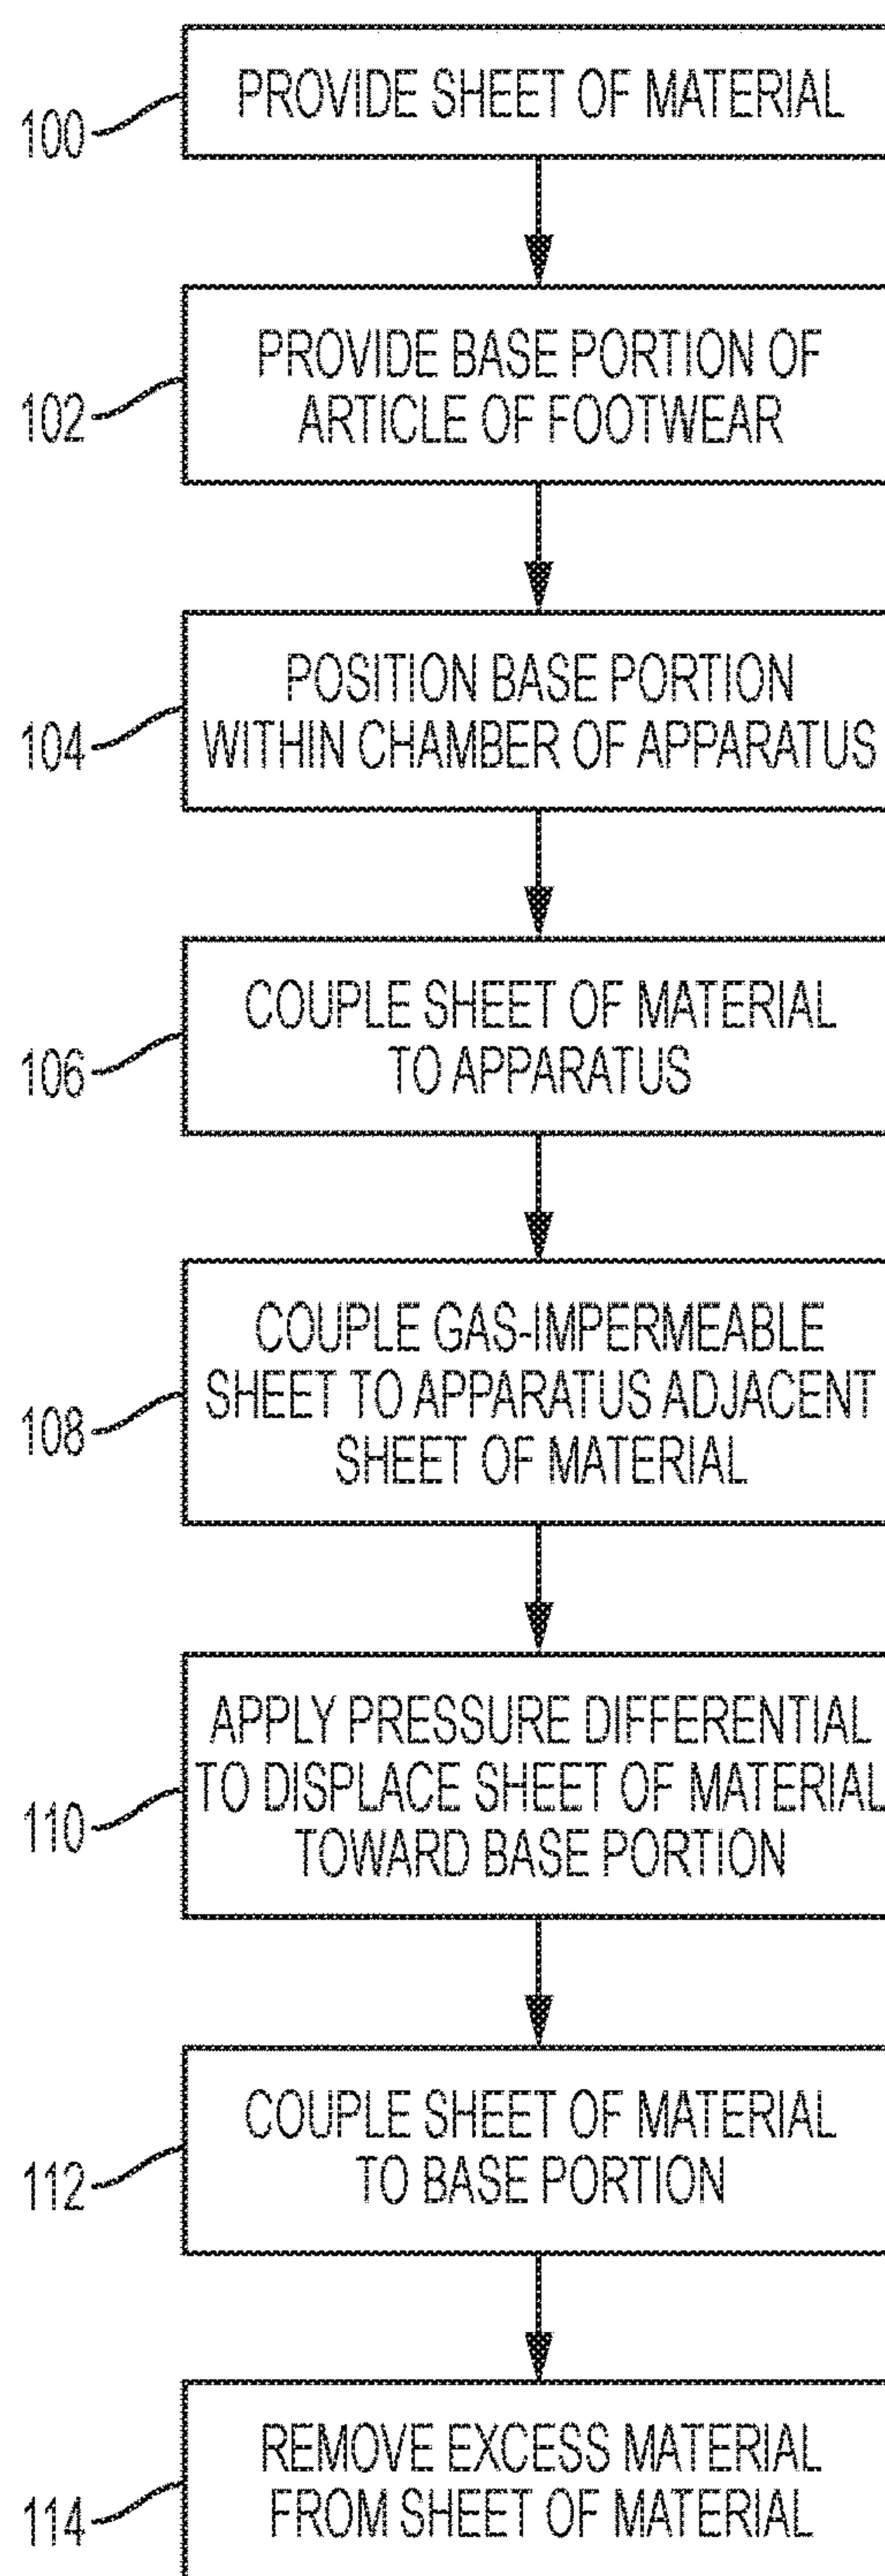 PROVIDE SHEET OF MATERIAL
100
PROVIDE BASE PORTION OF
ARTICLE OF FOOTWEAR
102
POSITION BASE PORTION
WITHIN CHAMBER OF APPARATUS
104
COUPLE SHEET OF MATERIAL
TO APPARATUS
106
COUPLE GAS-IMPERMEABLE
SHEET TO APPARATUS ADJACENT
SHEET OF MATERIAL
108
APPLY PRESSURE DIFFERENTIAL
TO DISPLACE SHEET OF MATERIAL
TOWARD BASE PORTION
110
COUPLE SHEET OF MATERIAL
TO BASE PORTION
112
REMOVE EXCESS MATERIAL
FROM SHEET OF MATERIAL
114